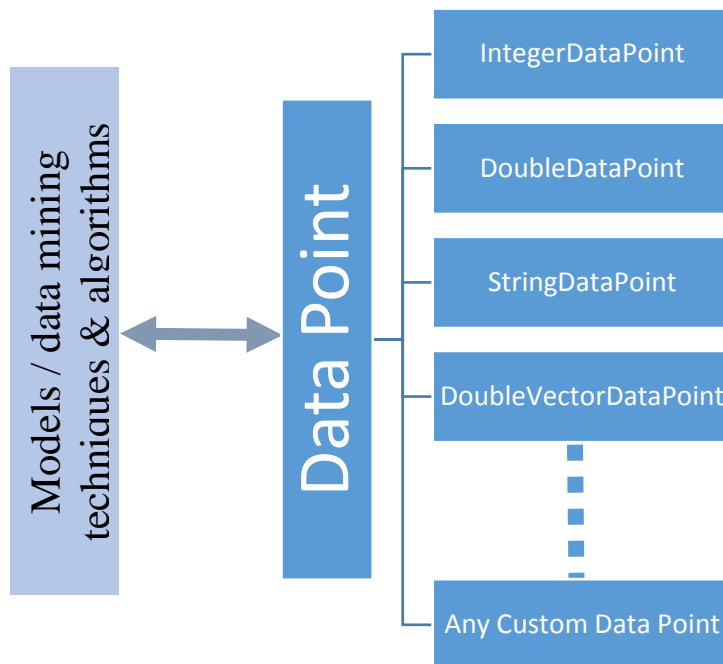 Models / data mining
techniques & algorithms
Data Point
IntegerDataPoint
DoubleDataPoint
StringDataPoint
DoubleVectorDataPoint
Any Custom Data Point